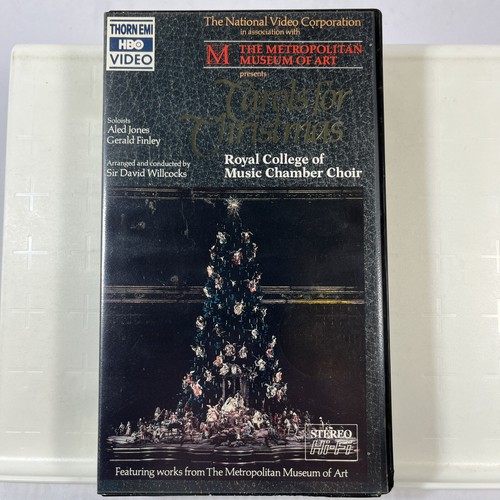 THORN EMI
HBO
VIDEO
The National Video Corporation
in association with
M THE METROPOLITAN
MUSEUM OF ART
presents
Carols for
Christmas
Soloists
Aled Jones
Gerald Finley
Arranged and conducted by
Sir David Willcocks
Royal College of
Music Chamber Choir
STEREO
Hi-Fi
Featuring works from The Metropolitan Museum of Art